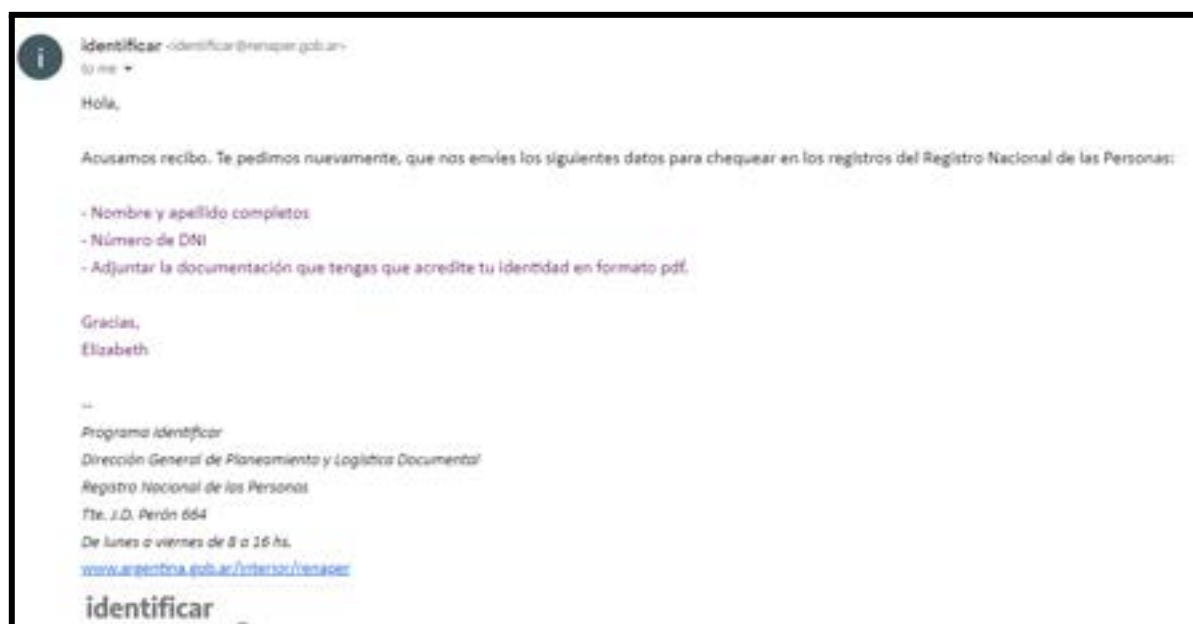 i
identificar <identificar@renaper.gob.ar>
to me
Hola,
Acusamos recibo. Te pedimos nuevamente, que nos envíes los siguientes datos para chequear en los registros del Registro Nacional de las Personas:
- Nombre y apellido completos
- Número de DNI
- Adjuntar la documentación que tengas que acredite tu identidad en formato pdf.
Gracias,
Elizabeth
--
Programa Identificar
Dirección General de Planeamiento y Logística Documental
Registro Nacional de las Personas
Tte. J.D. Perón 664
De lunes a viernes de 8 a 16 hs.
www.argentina.gob.ar/interior/renaper
identificar